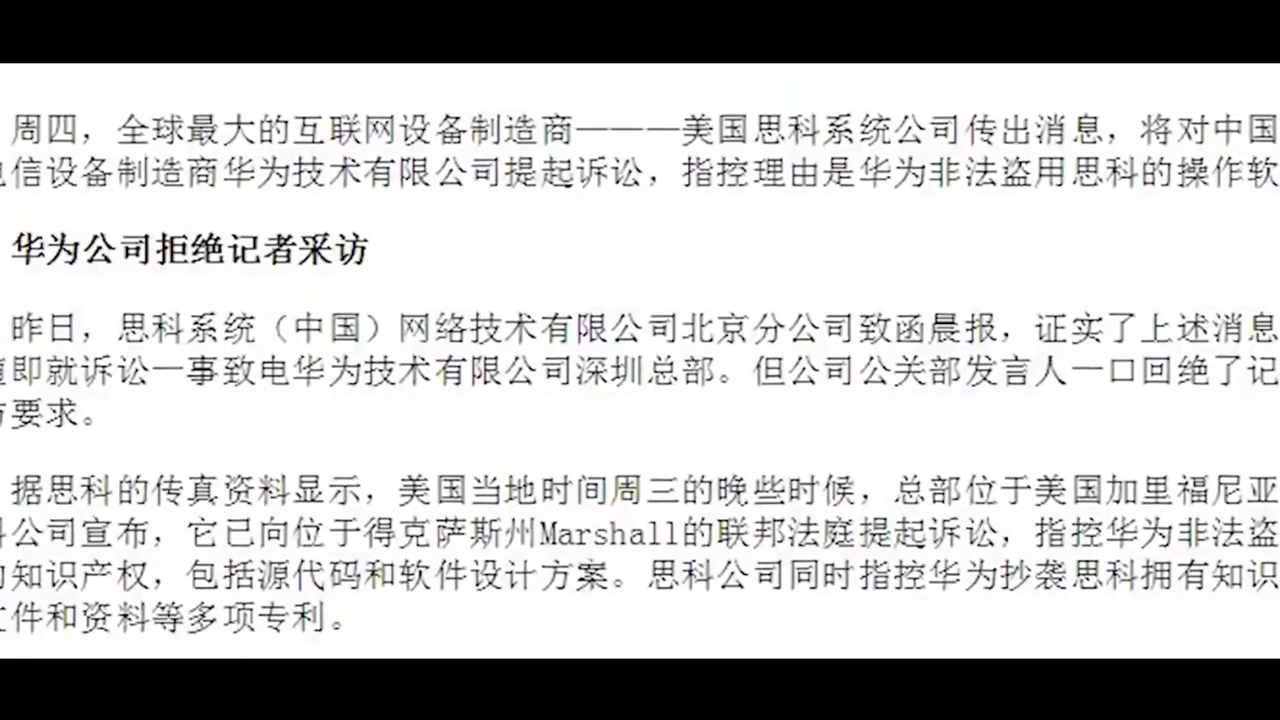 周四，全球最大的互联网设备制造商———美国思科系统公司传出消息，将对中国
信设备制造商华为技术有限公司提起诉讼，指控理由是华为非法盗用思科的操作软
华为公司拒绝记者采访
昨日，思科系统（中国）网络技术有限公司北京分公司致函晨报，证实了上述消息
即就诉讼一事致电华为技术有限公司深圳总部。但公司公关部发言人一口回绝了记
要求。
据思科的传真资料显示，美国当地时间周三的晚些时候，总部位于美国加里福尼亚
公司宣布，它已向位于得克萨斯州Marshall的联邦法庭提起诉讼，指控华为非法盗
知识产权，包括源代码和软件设计方案。思科公司同时指控华为抄袭思科拥有知识
件和资料等多项专利。